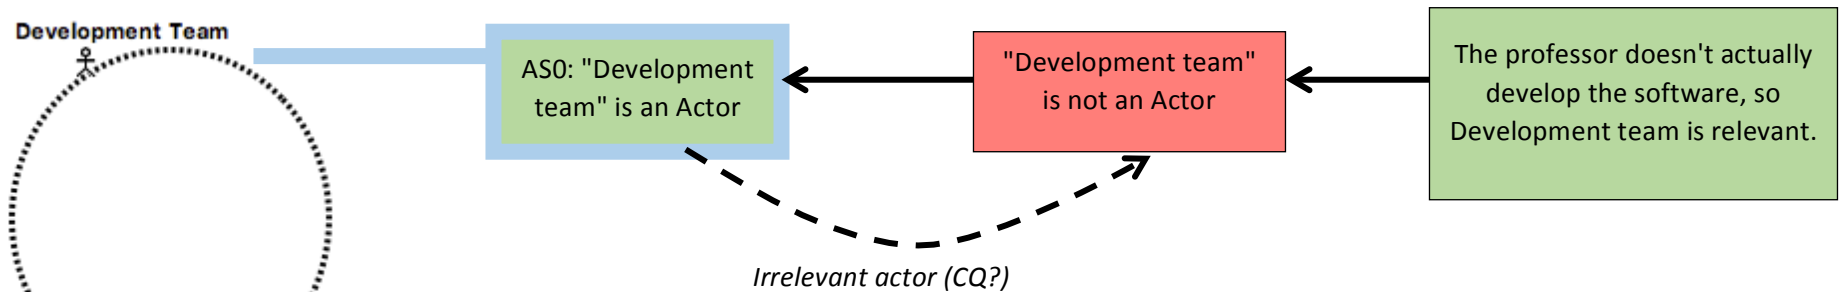 Development Team
AS0: "Development
team" is an Actor
"Development team"
is not an Actor
The professor doesn't actually
develop the software, so
Development team is relevant.
Irrelevant actor (CQ?)